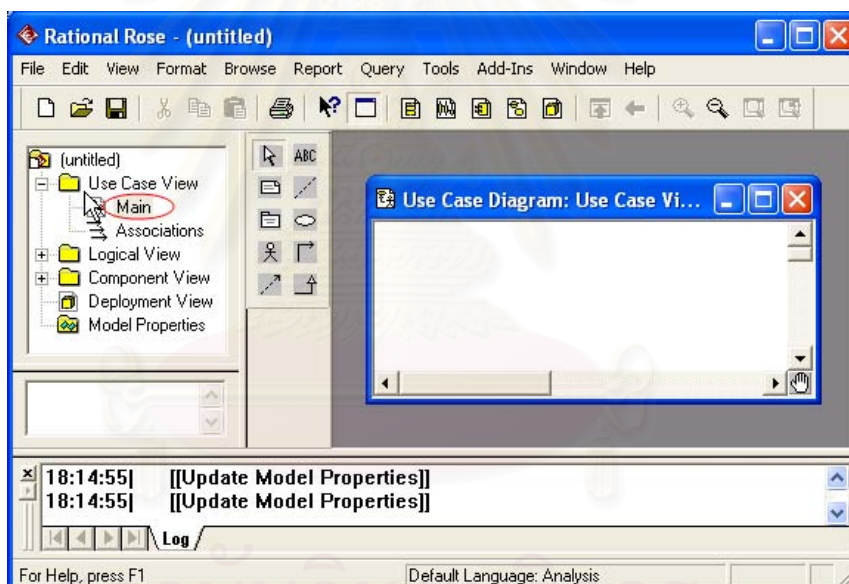 Rational Rose - (untitled)
File Edit View Format Browse Report Query Tools Add-Ins Window Help
(untitled)
Use Case View
Main
Associations
Logical View
Component View
Deployment View
Model Properties
ABC
Use Case Diagram: Use Case Vi...
18:14:55| [[Update Model Properties]]
18:14:55| [[Update Model Properties]]
Log
For Help, press F1
Default Language: Analysis